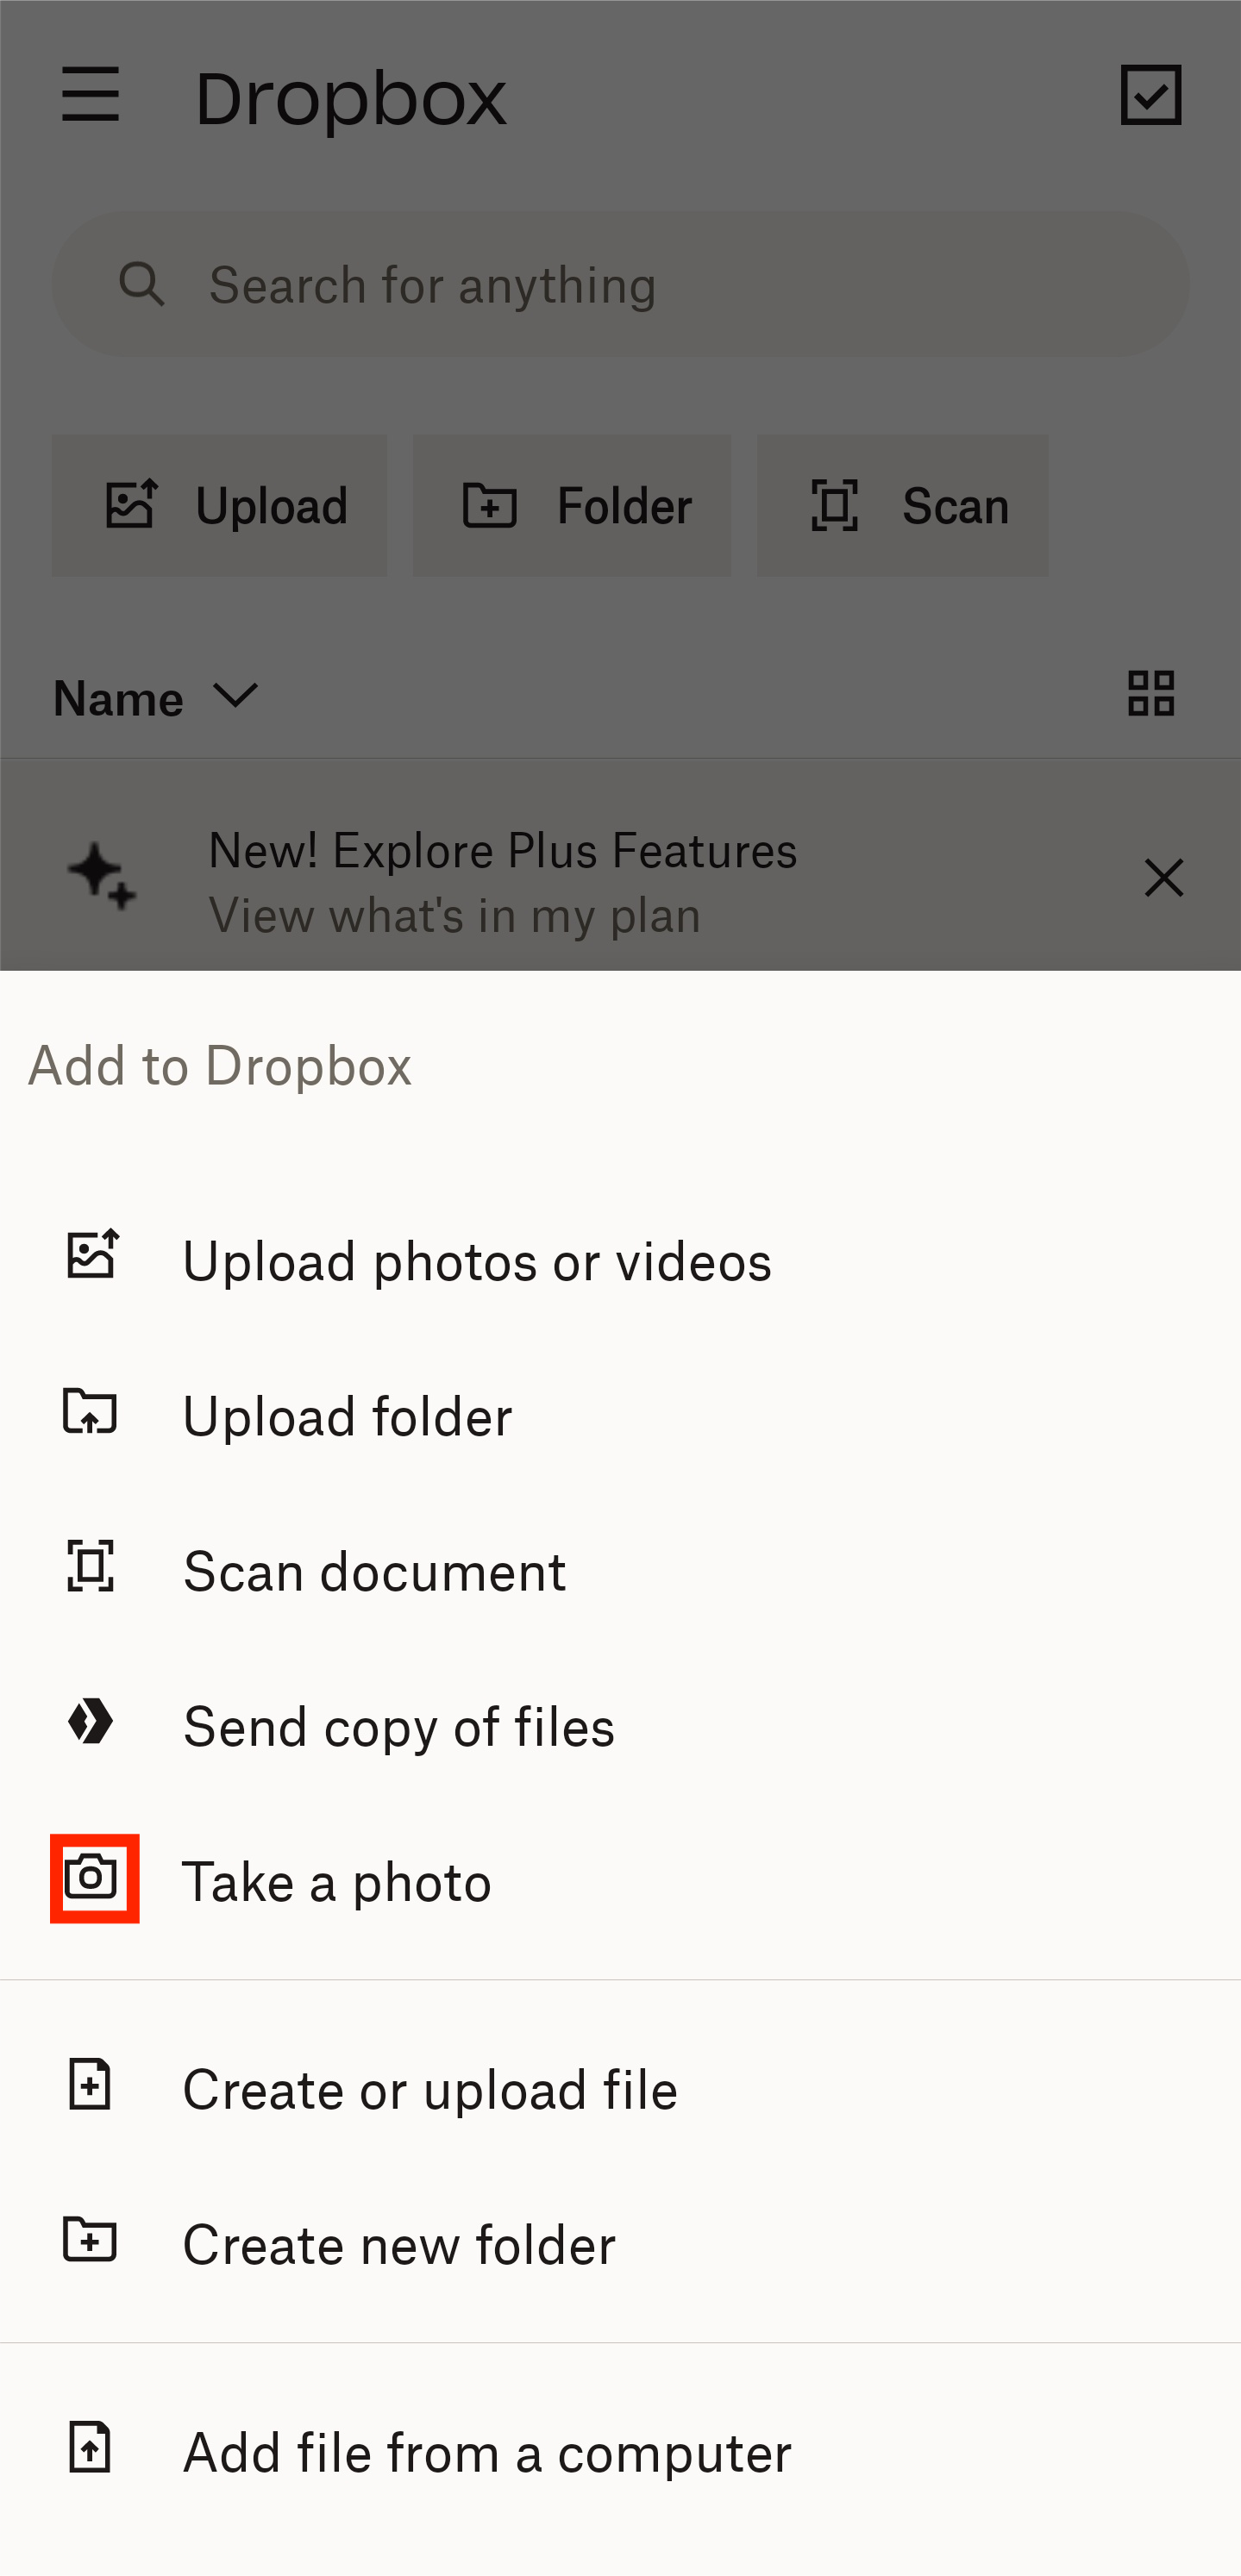 Dropbox
Search for anything
Upload
Folder
Scan
Name
New! Explore Plus Features
View what's in my plan
Add to Dropbox
Upload photos or videos
Upload folder
Scan document
Send copy of files
Take a photo
Create or upload file
Create new folder
Add file from a computer